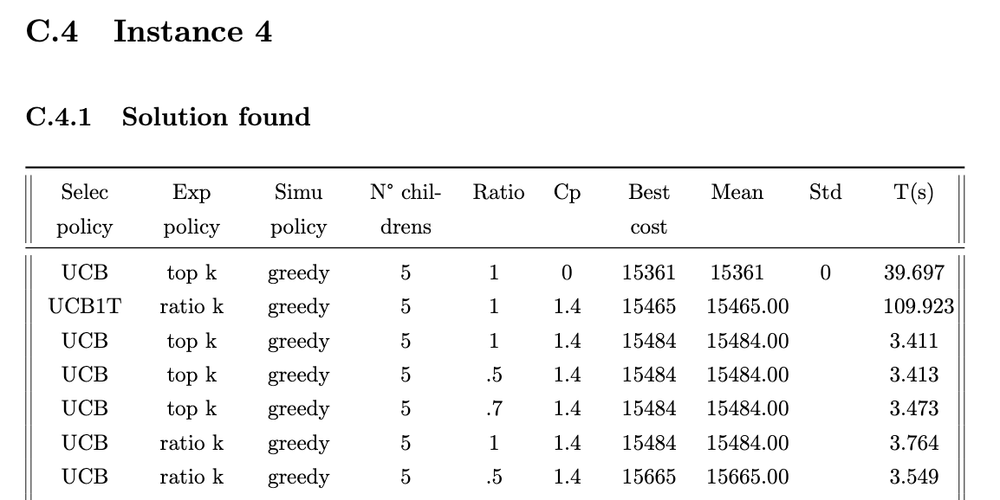 C.4 Instance 4
C.4.1 Solution found
Selec Exp Simu N° chil- Ratio Cp Best Mean Std T(s)
policy policy policy drens cost
UCB top k greedy 5 1 0 15361 15361 0 39.697
UCB1T ratio k greedy 5 1 1.4 15465 15465.00 109.923
UCB top k greedy 5 1 1.4 15484 15484.00 3.411
UCB top k greedy 5 .5 1.4 15484 15484.00 3.413
UCB top k greedy 5 .7 1.4 15484 15484.00 3.473
UCB ratio k greedy 5 1 1.4 15484 15484.00 3.764
UCB ratio k greedy 5 .5 1.4 15665 15665.00 3.549